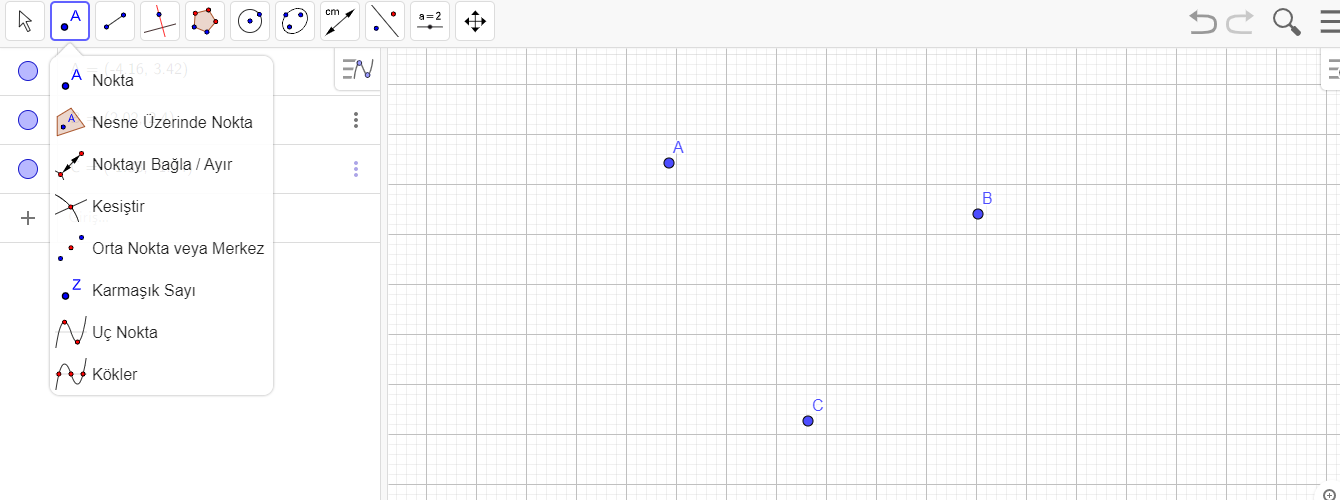 A
cm
a=2
= (-4.16, 3.42)
A Nokta
A Nesne Üzerinde Nokta
Noktayı Bağla / Ayır
Kesiştir
Orta Nokta veya Merkez
Z Karmaşık Sayı
Uç Nokta
Kökler
A
B
C